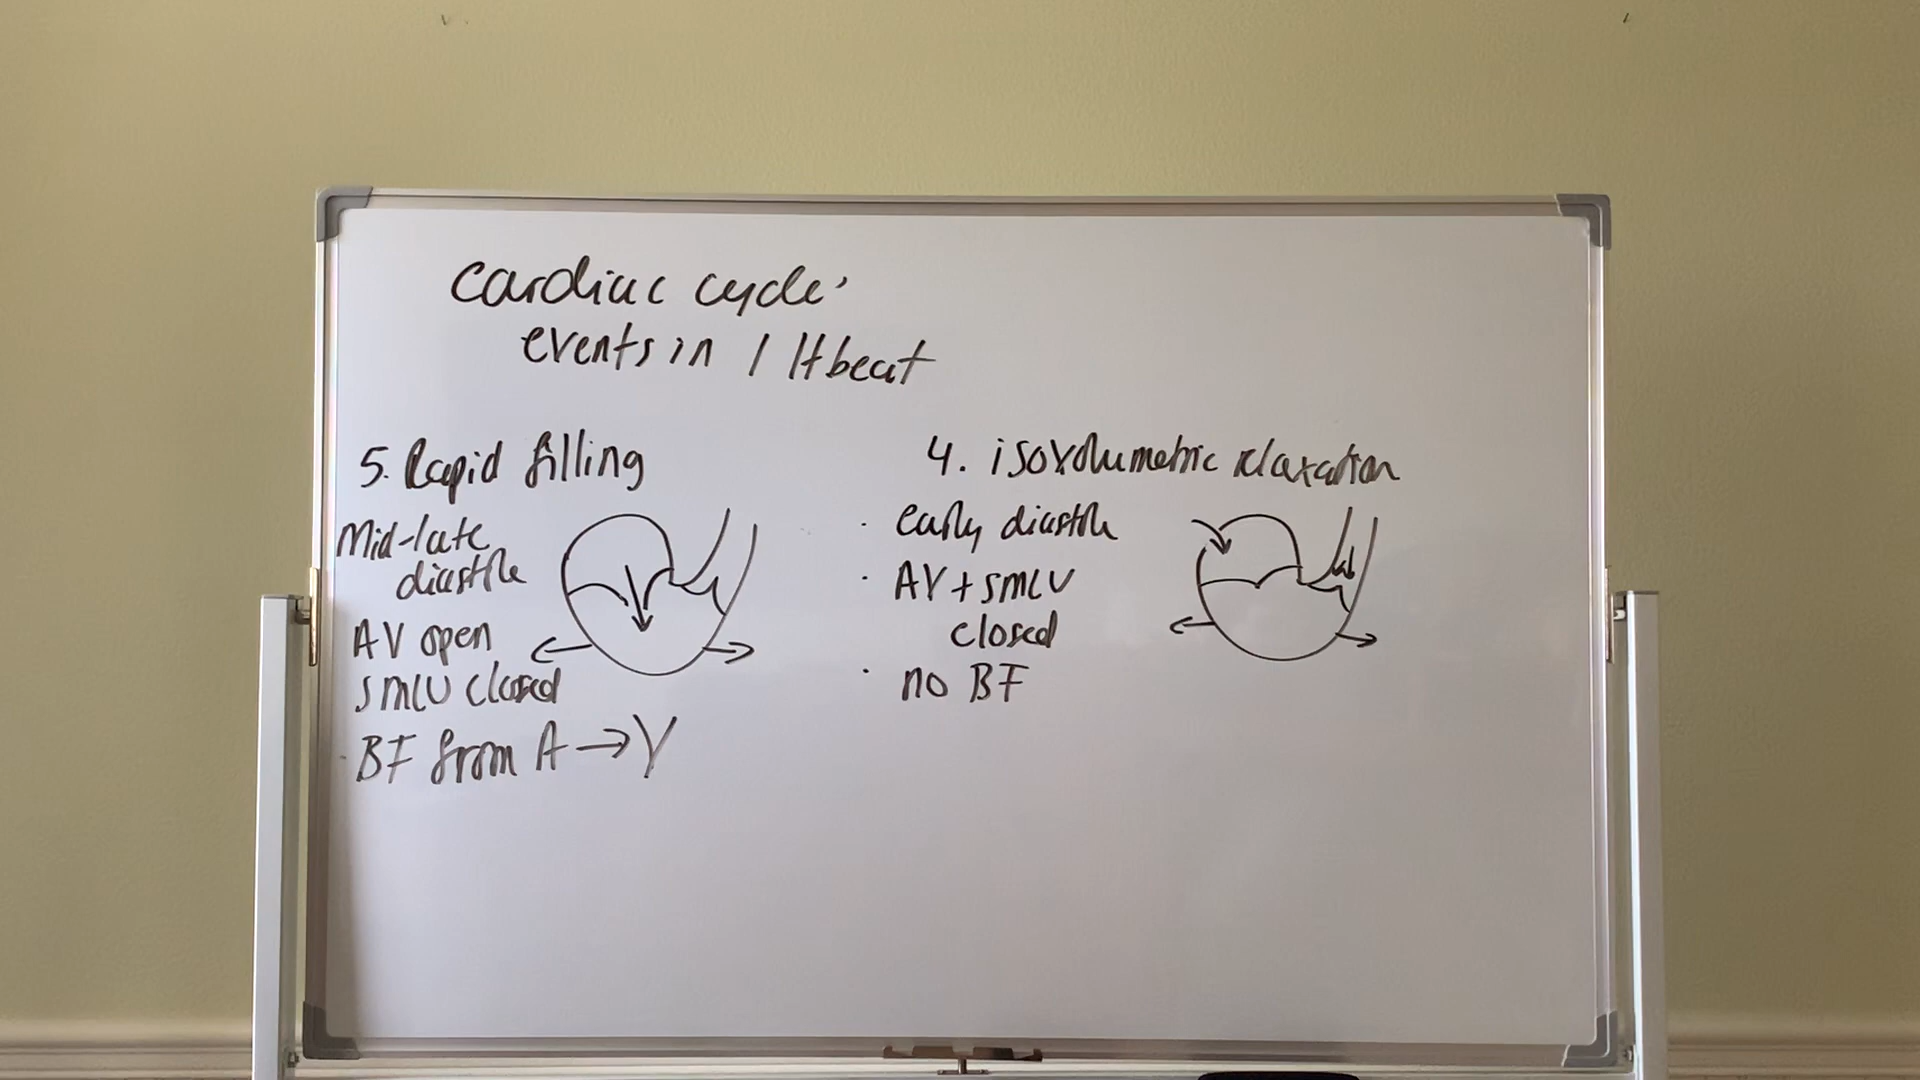 cardiac cycle:
events in 1 Htbeat
5. Rapid filling
Mid-late
diastole
AV open
SMLV closed
· BF from A → V
4. isovolumetric relaxation
· early diastole
· AV + SMLV
closed
· no BF